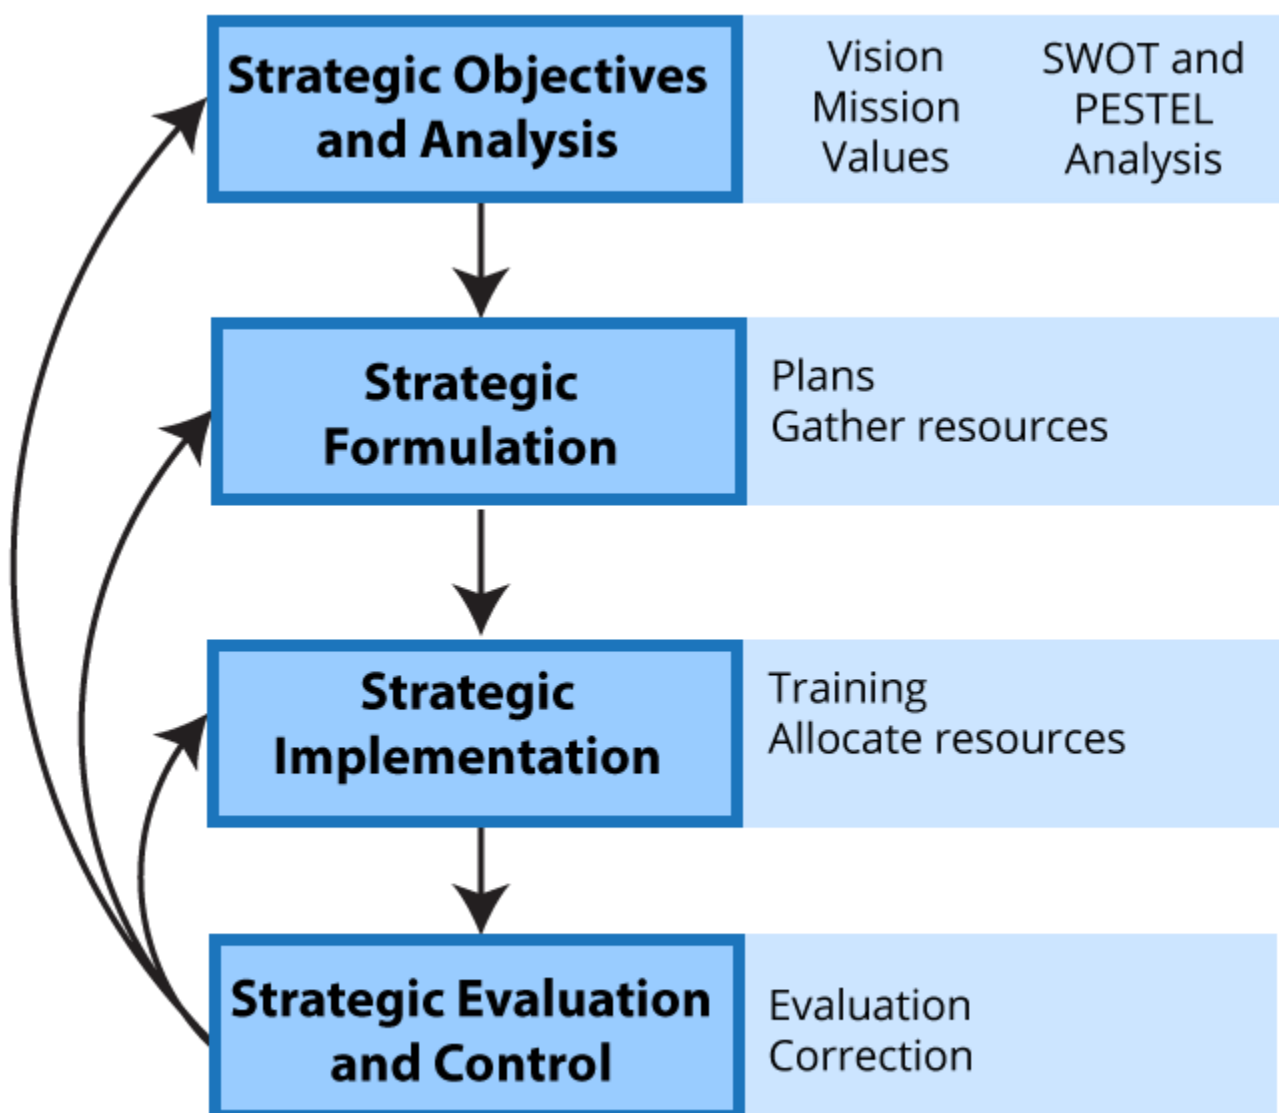 Strategic Objectives
and Analysis
Vision
Mission
Values
SWOT and
PESTEL
Analysis
Strategic
Formulation
Plans
Gather resources
Strategic
Implementation
Training
Allocate resources
Strategic Evaluation
and Control
Evaluation
Correction